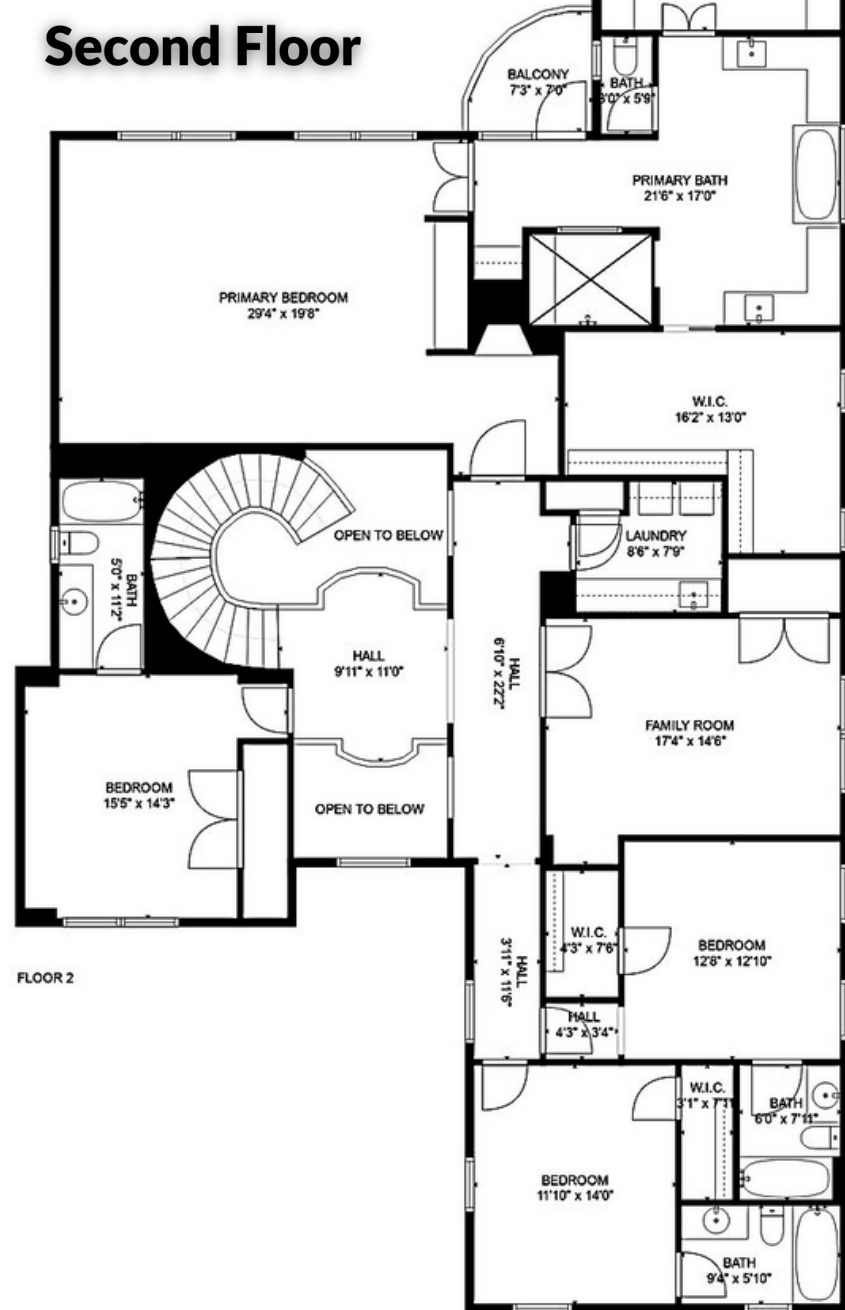 Second Floor
BALCONY
7'3" x 7'0"
BATH
3'0" x 5'9"
PRIMARY BATH
21'6" x 17'0"
PRIMARY BEDROOM
29'4" x 19'8"
W.I.C.
16'2" x 13'0"
OPEN TO BELOW
LAUNDRY
8'6" x 7'9"
BATH
5'0" x 11'2"
HALL
9'11" x 11'0"
HALL
6'10" x 22'2"
FAMILY ROOM
17'4" x 14'6"
BEDROOM
15'5" x 14'3"
OPEN TO BELOW
W.I.C.
4'3" x 7'6"
BEDROOM
12'8" x 12'10"
HALL
3'11" x 11'6"
FLOOR 2
HALL
4'3" x 3'4"
W.I.C.
3'1" x 7'11"
BATH
6'0" x 7'11"
BEDROOM
11'10" x 14'0"
BATH
9'4" x 5'10"